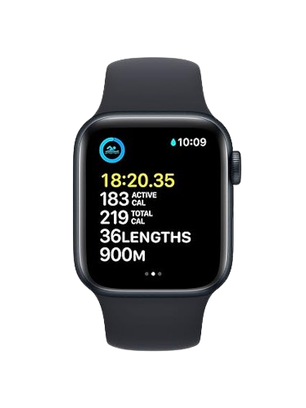 10:09
18:20.35
183 ACTIVE CAL
219 TOTAL CAL
36LENGTHS
900M